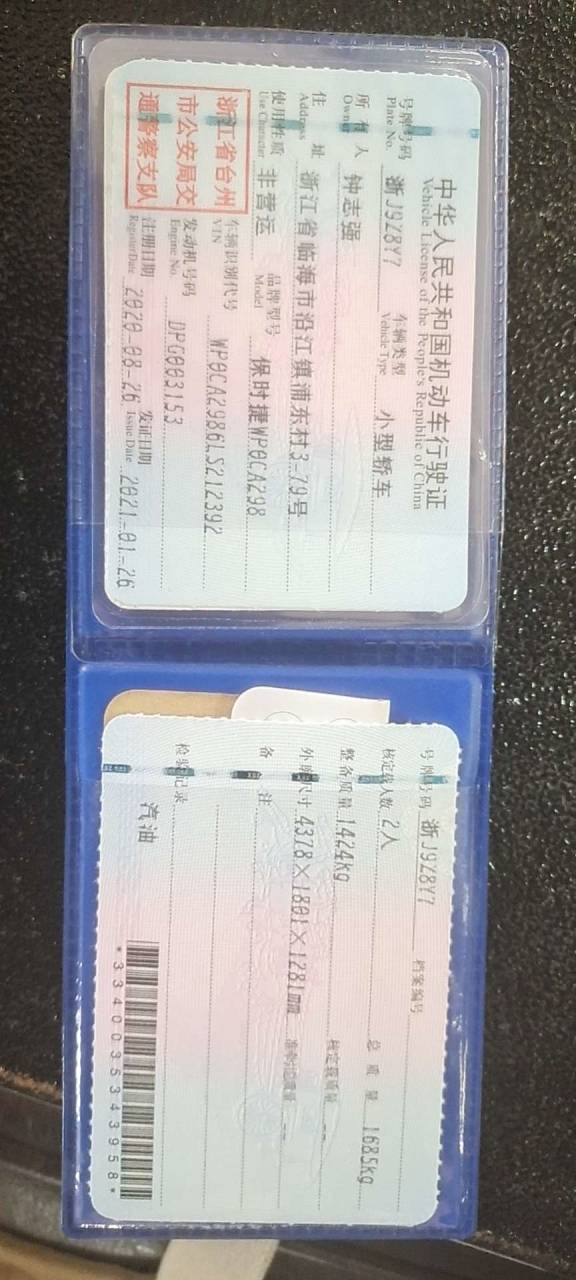 中华人民共和国机动车行驶证
Vehicle License of the People's Republic of China
号牌号码 浙J9Z8Y7 车辆类型 小型轿车
Plate No. Vehicle Type
所有人 钟志强
Owner
住址 浙江省临海市沿江镇浦东村3-79号
Address
使用性质 非营运 品牌型号 保时捷WP0CA298
Use Character Model
浙江省台州
市公安局交
通警察支队
车辆识别代号 WP0CA2986LS212392
VIN
发动机号码 DPG003153
Engine No.
注册日期 2020-08-26 发证日期 2021-01-26
Register Date Issue Date
号牌号码 浙J9Z8Y7 档案编号
核定载人数 2人 总质量 1685kg
整备质量 1424kg 核定载质量 --
外廓尺寸 4378×1801×1281mm 准牵引总质量 --
备注
检验记录
汽油
*3340035343958*